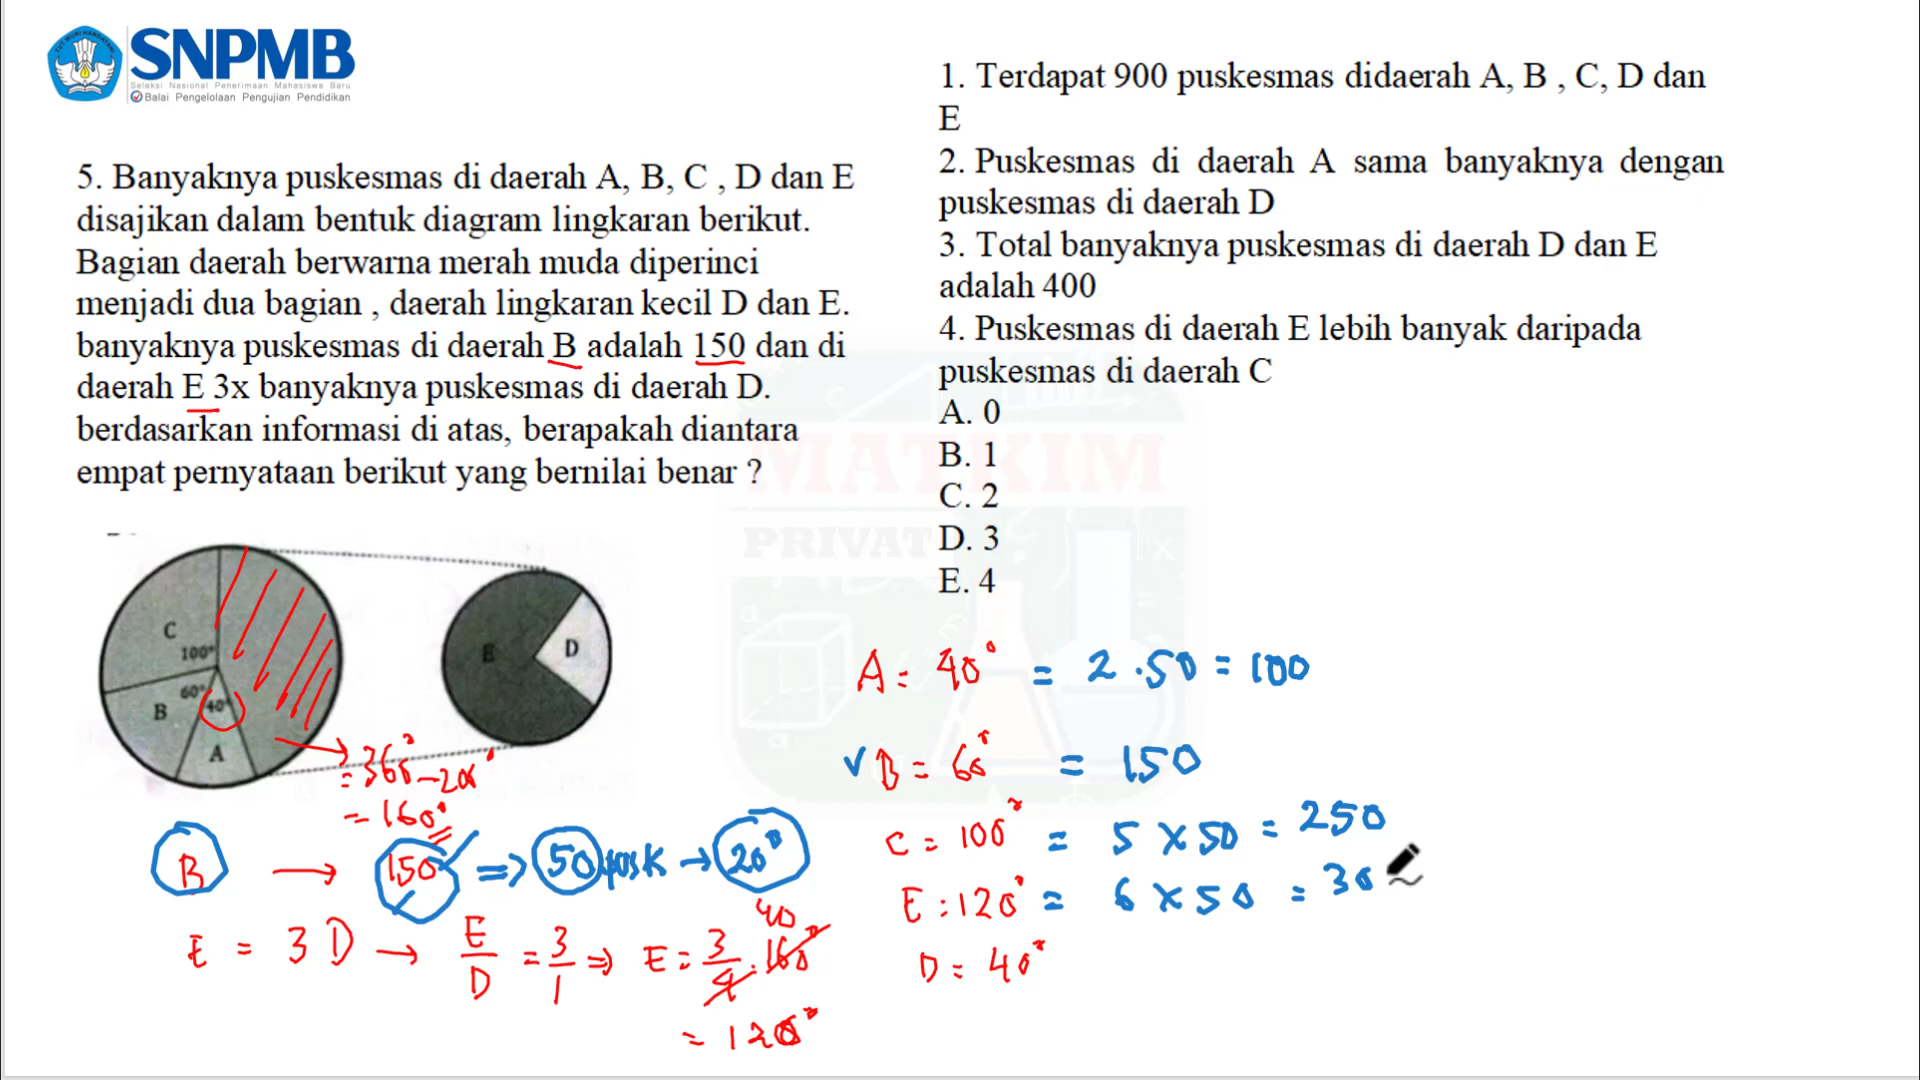 SNPMB
Seleksi Nasional Penerimaan Mahasiswa Baru
Balai Pengelolaan Pengujian Pendidikan
5. Banyaknya puskesmas di daerah A, B, C , D dan E
disajikan dalam bentuk diagram lingkaran berikut.
Bagian daerah berwarna merah muda diperinci
menjadi dua bagian , daerah lingkaran kecil D dan E.
banyaknya puskesmas di daerah B adalah 150 dan di
daerah E 3x banyaknya puskesmas di daerah D.
berdasarkan informasi di atas, berapakah diantara
empat pernyataan berikut yang bernilai benar ?
C
100°
60°
B
40°
A
E
D
= 360° - 200°
= 160°
B → 150 => 50 pusk → 20°
E = 3 D → E/D = 3/1 => E = 3/4 . 160° 40
= 120°
1. Terdapat 900 puskesmas didaerah A, B , C, D dan
E
2. Puskesmas di daerah A sama banyaknya dengan
puskesmas di daerah D
3. Total banyaknya puskesmas di daerah D dan E
adalah 400
4. Puskesmas di daerah E lebih banyak daripada
puskesmas di daerah C
A. 0
B. 1
C. 2
D. 3
E. 4
MATKIM
PRIVAT
A = 40° = 2 . 50 = 100
B = 60° = 150
C = 100° = 5 x 50 = 250
E = 120° = 6 x 50 = 30
D = 40°